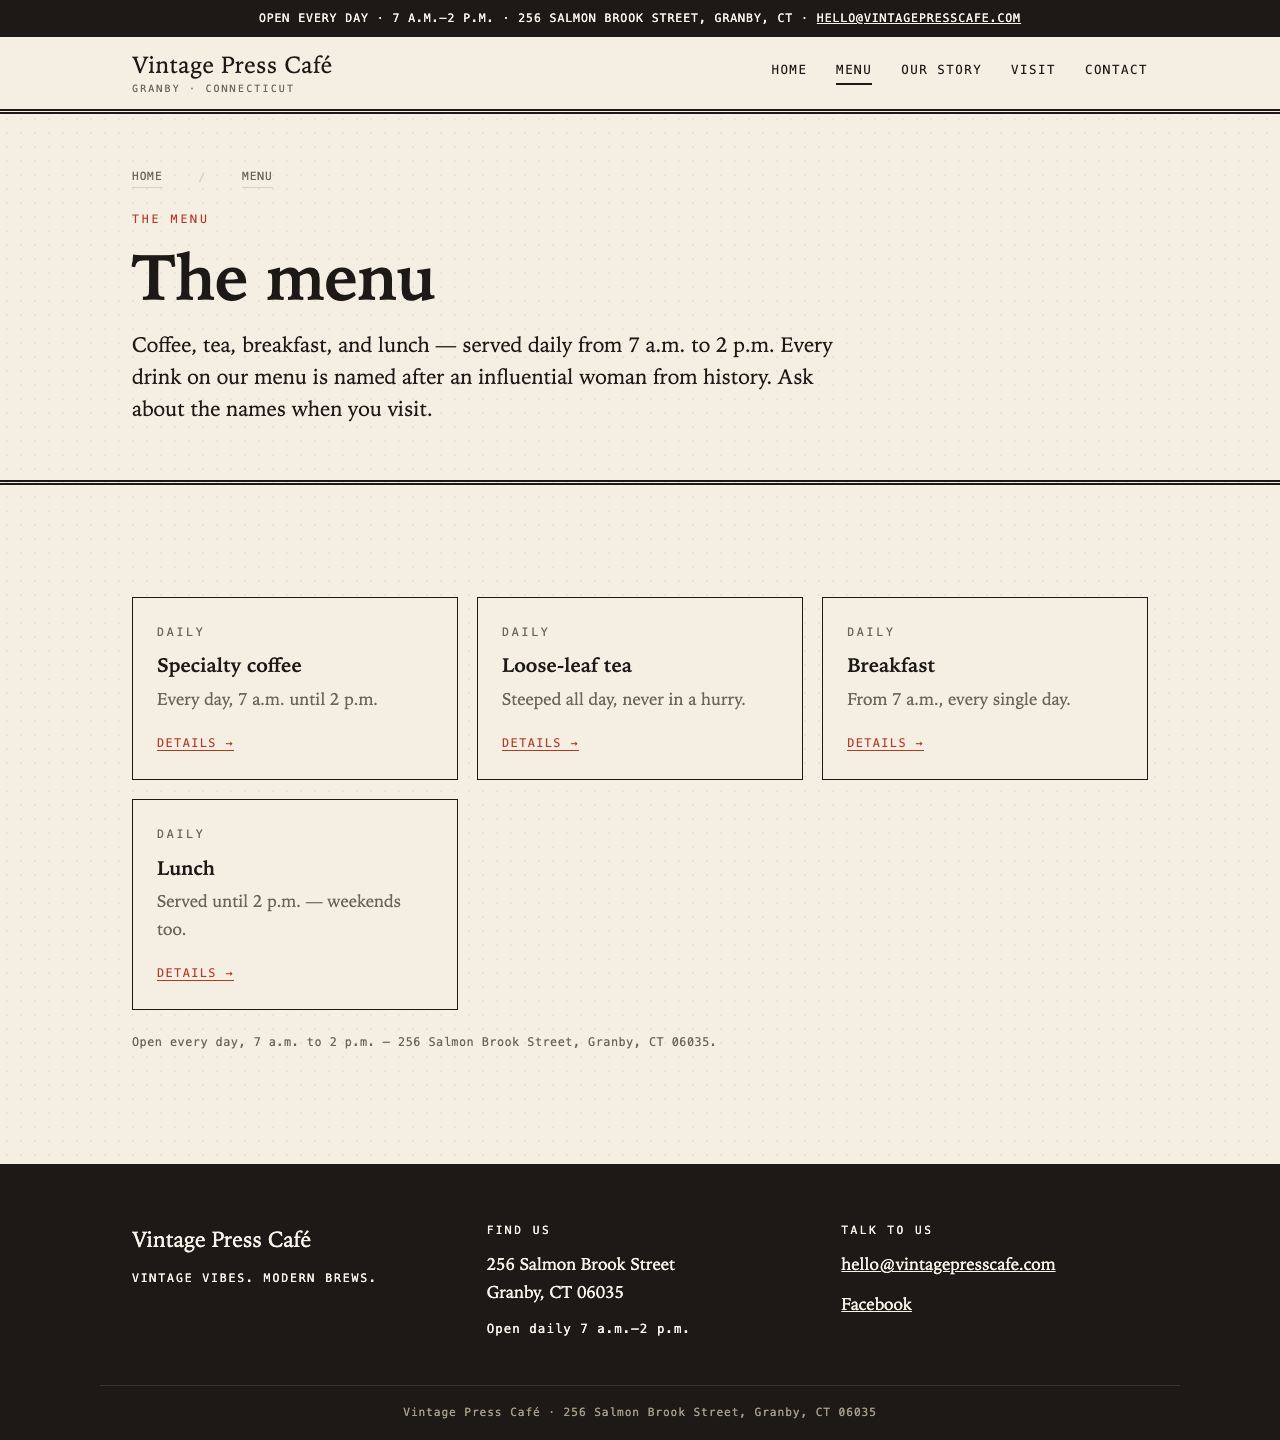 OPEN EVERY DAY · 7 A.M.–2 P.M. · 256 SALMON BROOK STREET, GRANBY, CT · HELLO@VINTAGEPRESSCAFE.COM
Vintage Press Café
GRANBY · CONNECTICUT
HOME MENU OUR STORY VISIT CONTACT
HOME / MENU
THE MENU
The menu
Coffee, tea, breakfast, and lunch — served daily from 7 a.m. to 2 p.m. Every
drink on our menu is named after an influential woman from history. Ask
about the names when you visit.
DAILY
Specialty coffee
Every day, 7 a.m. until 2 p.m.
DETAILS →
DAILY
Loose-leaf tea
Steeped all day, never in a hurry.
DETAILS →
DAILY
Breakfast
From 7 a.m., every single day.
DETAILS →
DAILY
Lunch
Served until 2 p.m. — weekends
too.
DETAILS →
Open every day, 7 a.m. to 2 p.m. — 256 Salmon Brook Street, Granby, CT 06035.
Vintage Press Café
VINTAGE VIBES. MODERN BREWS.
FIND US
256 Salmon Brook Street
Granby, CT 06035
Open daily 7 a.m.–2 p.m.
TALK TO US
hello@vintagepresscafe.com
Facebook
Vintage Press Café · 256 Salmon Brook Street, Granby, CT 06035